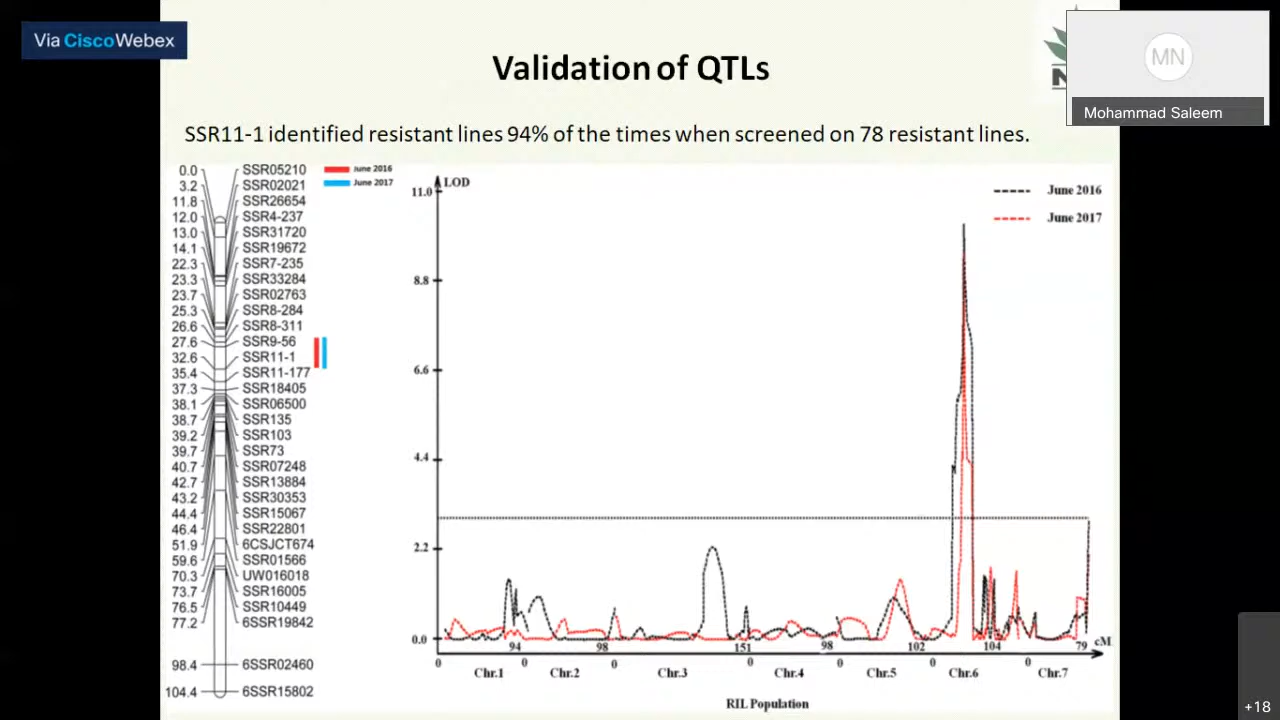 Via CiscoWebex
MN
Mohammad Saleem
Validation of QTLs
SSR11-1 identified resistant lines 94% of the times when screened on 78 resistant lines.
0.0 SSR05210
3.2 SSR02021
11.8 SSR26654
12.0 SSR4-237
13.0 SSR31720
14.1 SSR19672
22.3 SSR7-235
23.3 SSR33284
23.7 SSR02763
25.3 SSR8-284
26.6 SSR8-311
27.6 SSR9-56
32.6 SSR11-1
35.4 SSR11-177
37.3 SSR18405
38.1 SSR06500
38.7 SSR135
39.2 SSR103
39.7 SSR73
40.7 SSR07248
42.7 SSR13884
43.2 SSR30353
44.4 SSR15067
46.4 SSR22801
51.9 6CSJCT674
59.6 SSR01566
70.3 UW016018
73.7 SSR16005
76.5 SSR10449
77.2 6SSR19842
98.4 6SSR02460
104.4 6SSR15802
June 2016
June 2017
LOD
11.0
8.8
6.6
4.4
2.2
0.0
June 2016
June 2017
94 98 151 98 102 104 79 cM
0 0 0 0 0 0 0
Chr.1 Chr.2 Chr.3 Chr.4 Chr.5 Chr.6 Chr.7
RIL Population
+18